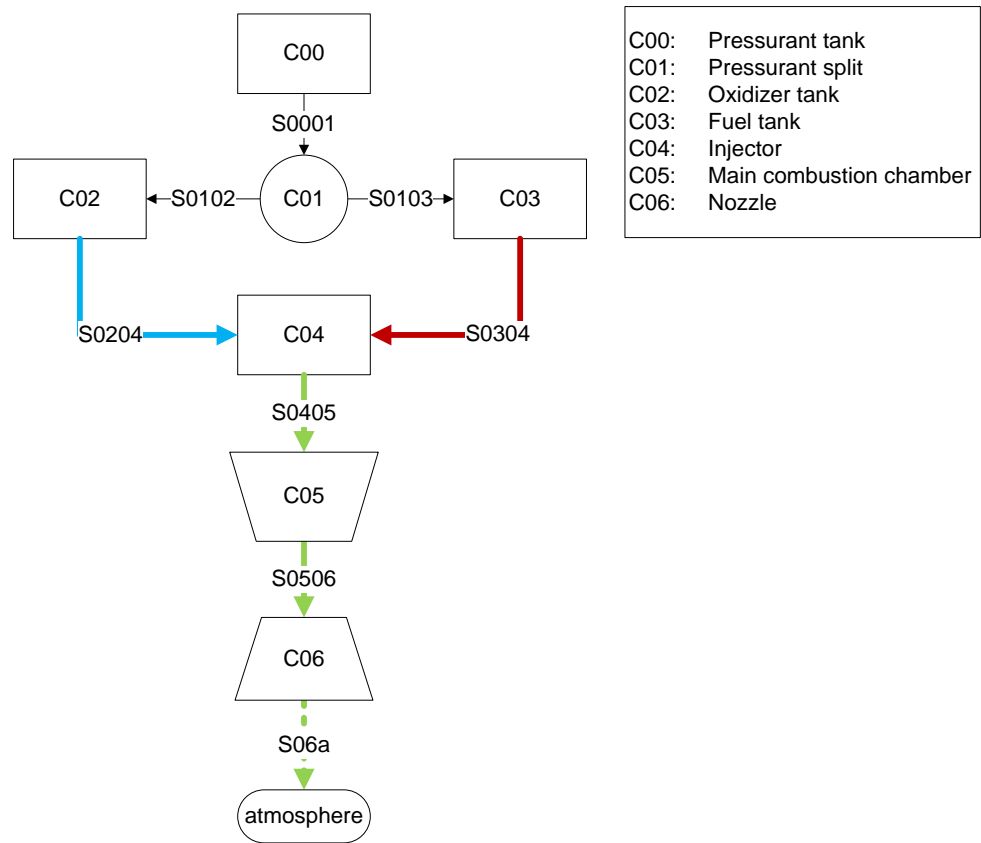 C00
C00: Pressurant tank
C01: Pressurant split
C02: Oxidizer tank
C03: Fuel tank
C04: Injector
C05: Main combustion chamber
C06: Nozzle
S0001
C02
S0102
C01
S0103
C03
S0204
C04
S0304
S0405
C05
S0506
C06
S06a
atmosphere